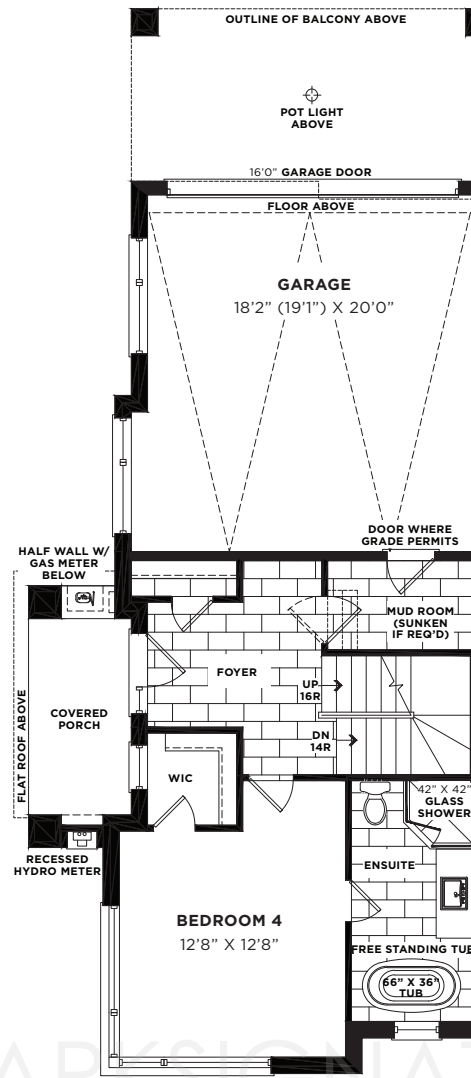 OUTLINE OF BALCONY ABOVE
POT LIGHT
ABOVE
16'0" GARAGE DOOR
FLOOR ABOVE
GARAGE
18'2" (19'1") X 20'0"
DOOR WHERE
GRADE PERMITS
HALF WALL W/
GAS METER
BELOW
MUD ROOM
(SUNKEN
IF REQ'D)
FOYER
UP
16R
FLAT ROOF ABOVE
COVERED
PORCH
DN
14R
WIC
42" X 42"
GLASS
SHOWER
RECESSED
HYDRO METER
ENSUITE
BEDROOM 4
12'8" X 12'8"
FREE STANDING TUB
66" X 36"
TUB